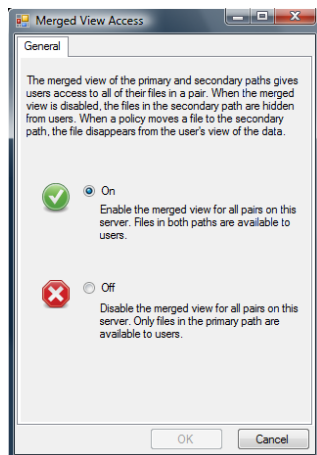 Merged View Access
General
The merged view of the primary and secondary paths gives
users access to all of their files in a pair. When the merged
view is disabled, the files in the secondary path are hidden
from users. When a policy moves a file to the secondary
path, the file disappears from the user's view of the data.
On
Enable the merged view for all pairs on this
server. Files in both paths are available to
users.
Off
Disable the merged view for all pairs on this
server. Only files in the primary path are
available to users.
OK
Cancel